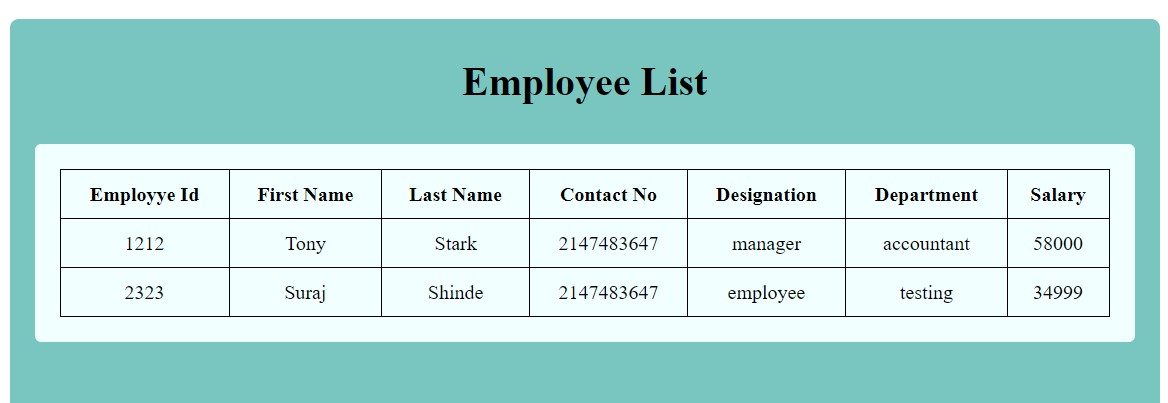 Employee List
Employye Id First Name Last Name Contact No Designation Department Salary
1212 Tony Stark 2147483647 manager accountant 58000
2323 Suraj Shinde 2147483647 employee testing 34999